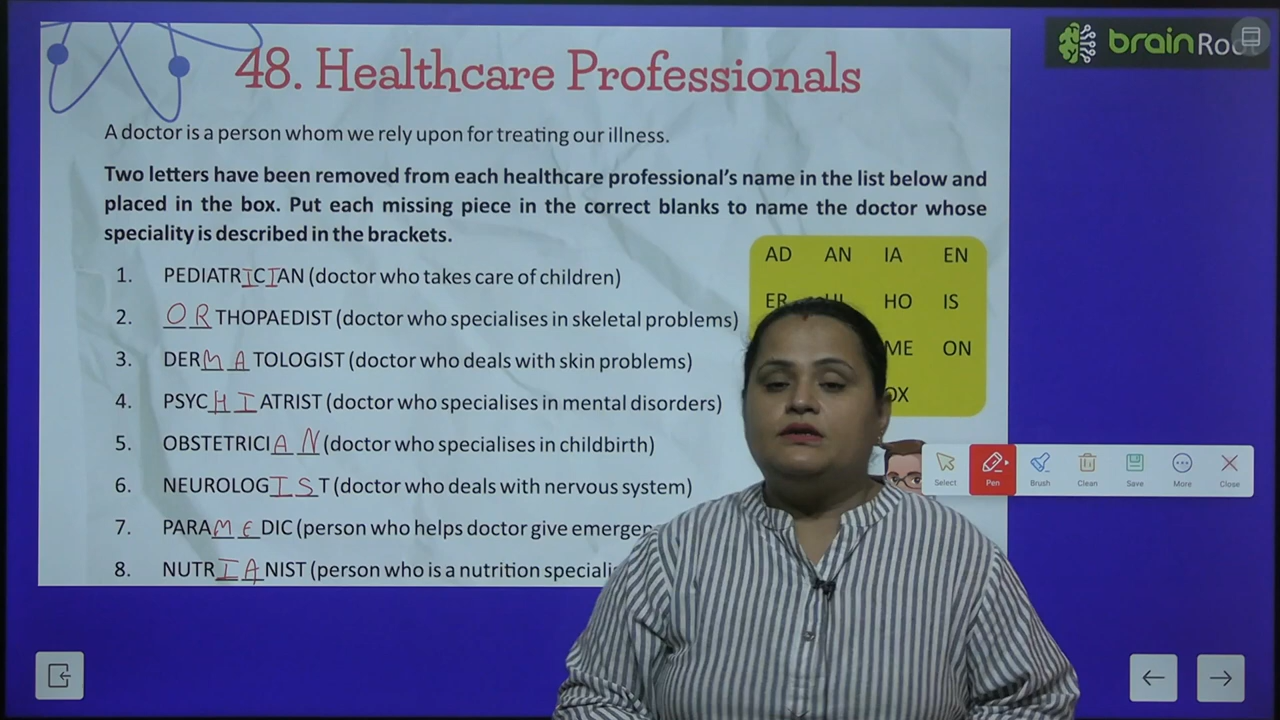 brain Ro
48. Healthcare Professionals
A doctor is a person whom we rely upon for treating our illness.
Two letters have been removed from each healthcare professional's name in the list below and
placed in the box. Put each missing piece in the correct blanks to name the doctor whose
speciality is described in the brackets.
1. PEDIATRICIAN (doctor who takes care of children)
2. ORTHOPAEDIST (doctor who specialises in skeletal problems)
3. DERMATOLOGIST (doctor who deals with skin problems)
4. PSYCHIATRIST (doctor who specialises in mental disorders)
5. OBSTETRICIAN (doctor who specialises in childbirth)
6. NEUROLOGIST (doctor who deals with nervous system)
7. PARAMEDIC (person who helps doctor give
8. NUTRIANIST (person who is a nutrition
AD AN IA EN
ER HO IS
ME ON
OX
Select Pen Brush Clean Save More Close